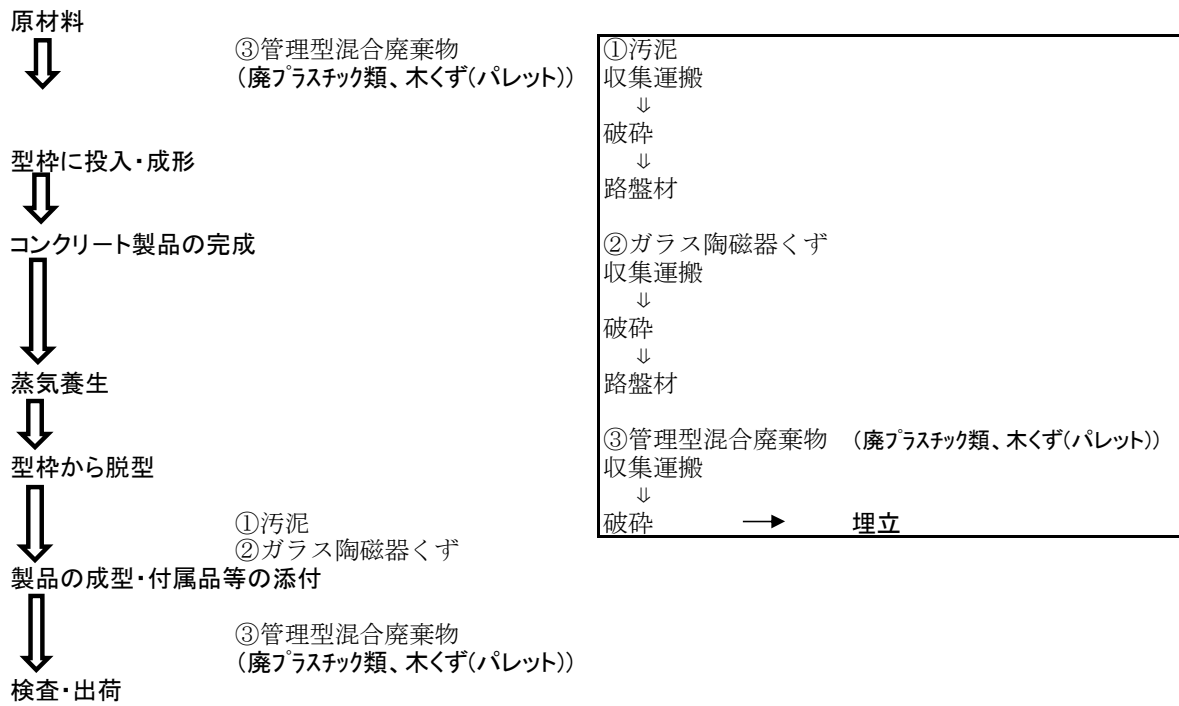 原材料
③管理型混合廃棄物
(廃プラスチック類、木くず(パレット))
型枠に投入・成形
コンクリート製品の完成
蒸気養生
型枠から脱型
①汚泥
②ガラス陶磁器くず
製品の成型・付属品等の添付
③管理型混合廃棄物
(廃プラスチック類、木くず(パレット))
検査・出荷
①汚泥
収集運搬
⇓
破砕
⇓
路盤材
②ガラス陶磁器くず
収集運搬
⇓
破砕
⇓
路盤材
③管理型混合廃棄物 (廃プラスチック類、木くず(パレット))
収集運搬
⇓
破砕 → 埋立